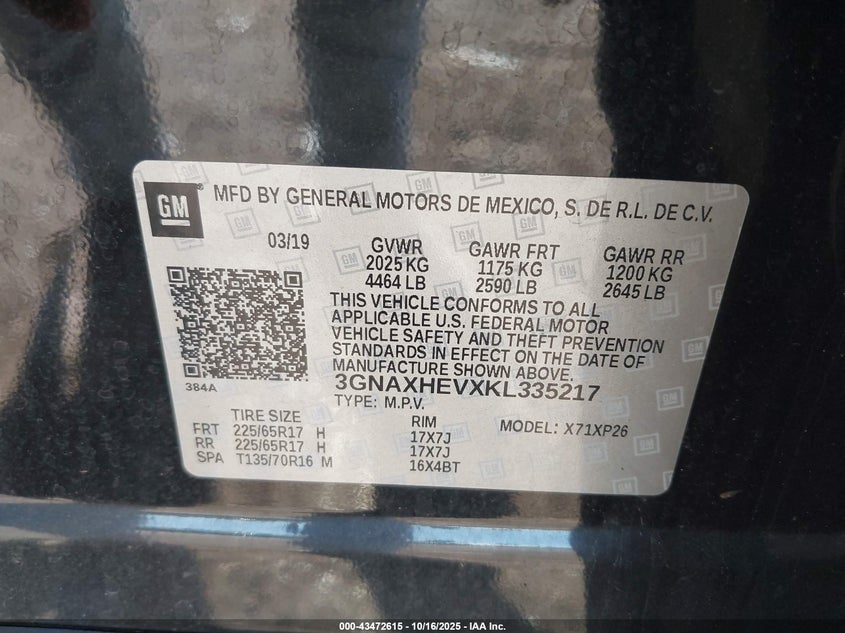 GM ® MFD BY GENERAL MOTORS DE MEXICO, S. DE R.L. DE C.V.
03/19 GVWR GAWR FRT GAWR RR
2025 KG 1175 KG 1200 KG
4464 LB 2590 LB 2645 LB
THIS VEHICLE CONFORMS TO ALL
APPLICABLE U.S. FEDERAL MOTOR
VEHICLE SAFETY AND THEFT PREVENTION
STANDARDS IN EFFECT ON THE DATE OF
MANUFACTURE SHOWN ABOVE.
384A
3GNAXHEVXKL335217
TYPE: M.P.V.
TIRE SIZE RIM MODEL: X71XP26
FRT 225/65R17 H 17X7J
RR 225/65R17 H 17X7J
SPA T135/70R16 M 16X4BT
000-43472615 - 10/16/2025 - IAA Inc.